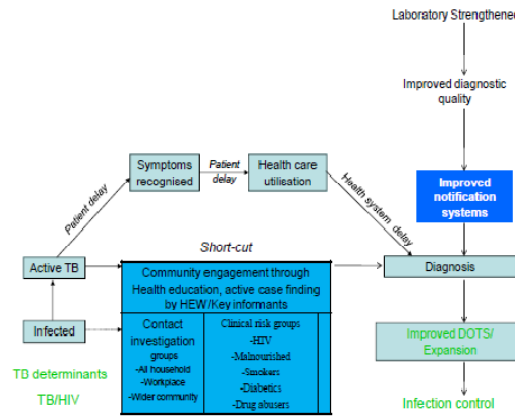 Laboratory Strengthened
Improved diagnostic
quality
Symptoms
recognised
Patient
delay
Health care
utilisation
Patient delay
Health system delay
Improved
notification
systems
Short-cut
Active TB
Community engagement through
Health education, active case finding
by HEW/Key informants
Diagnosis
Infected
Contact
investigation
groups
-All household
-Workplace
-Wider community
Clinical risk groups
-HIV
-Malnourished
-Smokers
-Diabetics
-Drug abusers
Improved DOTS/
Expansion
TB determinants
TB/HIV
Infection control